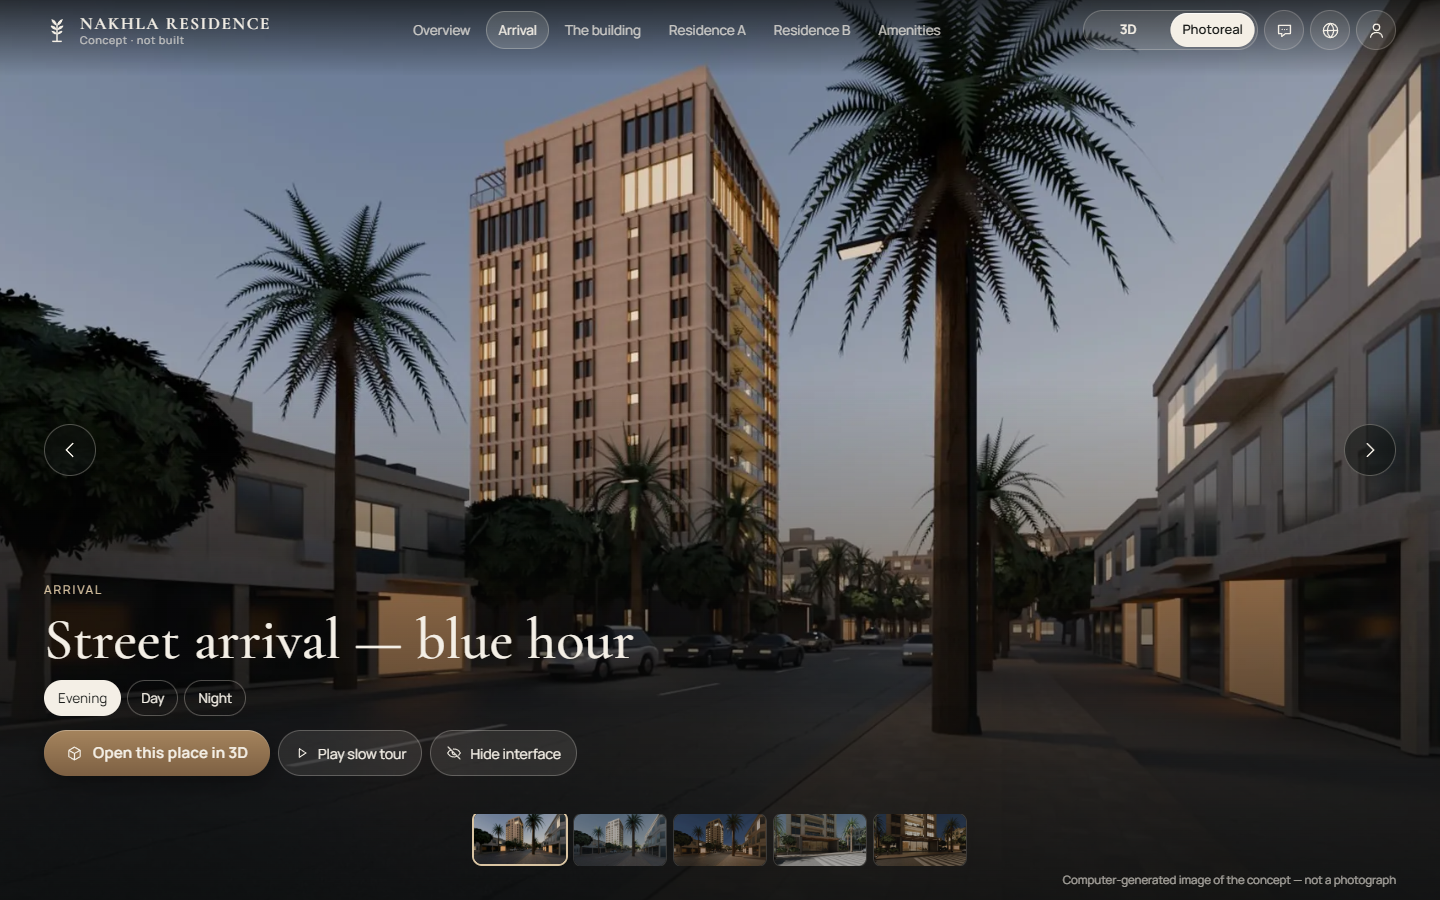 NAKHLA RESIDENCE
Concept · not built
Overview
Arrival
The building
Residence A
Residence B
Amenities
3D
Photoreal
ARRIVAL
Street arrival — blue hour
Evening
Day
Night
Open this place in 3D
Play slow tour
Hide interface
Computer-generated image of the concept — not a photograph